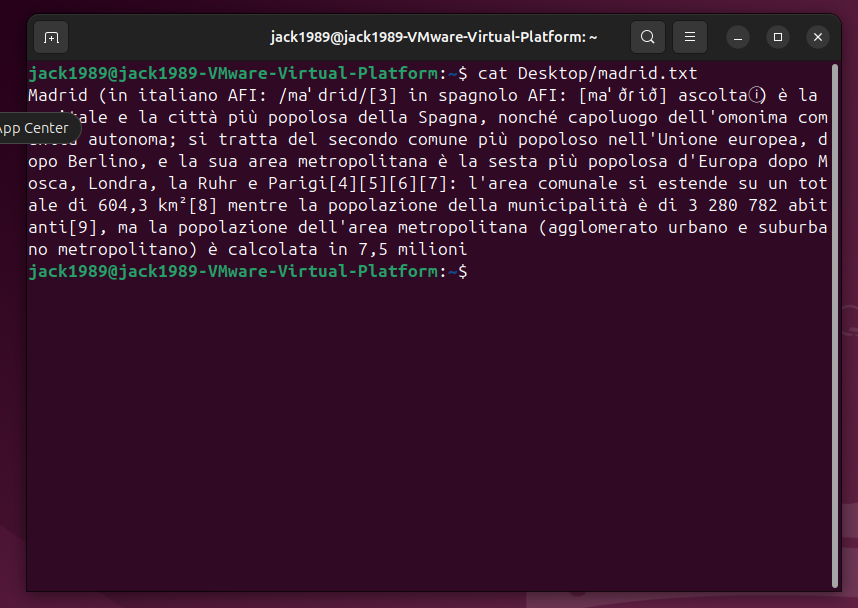 jack1989@jack1989-VMware-Virtual-Platform: ~
jack1989@jack1989-VMware-Virtual-Platform:~$ cat Desktop/madrid.txt
Madrid (in italiano AFI: /maˈdrid/[3] in spagnolo AFI: [maˈðɾið] ascoltaⓘ) è la
App Center
e e la città più popolosa della Spagna, nonché capoluogo dell'omonima com
autonoma; si tratta del secondo comune più popoloso nell'Unione europea, d
opo Berlino, e la sua area metropolitana è la sesta più popolosa d'Europa dopo M
osca, Londra, la Ruhr e Parigi[4][5][6][7]: l'area comunale si estende su un tot
ale di 604,3 km²[8] mentre la popolazione della municipalità è di 3 280 782 abit
anti[9], ma la popolazione dell'area metropolitana (agglomerato urbano e suburba
no metropolitano) è calcolata in 7,5 milioni
jack1989@jack1989-VMware-Virtual-Platform:~$